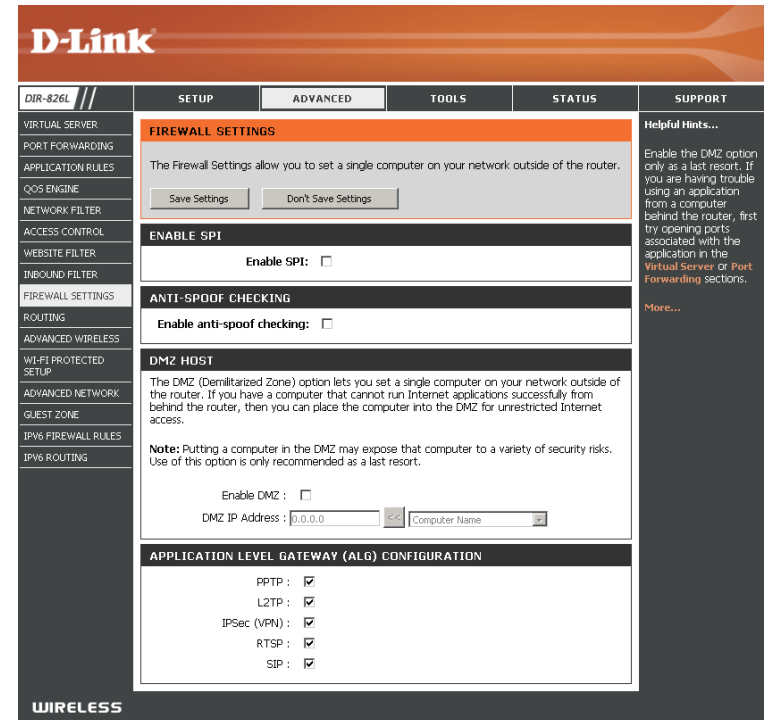 D-Link
DIR-826L
SETUP
ADVANCED
TOOLS
STATUS
SUPPORT
VIRTUAL SERVER
PORT FORWARDING
APPLICATION RULES
QOS ENGINE
NETWORK FILTER
ACCESS CONTROL
WEBSITE FILTER
INBOUND FILTER
FIREWALL SETTINGS
ROUTING
ADVANCED WIRELESS
WI-FI PROTECTED
SETUP
ADVANCED NETWORK
GUEST ZONE
IPV6 FIREWALL RULES
IPV6 ROUTING
FIREWALL SETTINGS
The Firewall Settings allow you to set a single computer on your network outside of the router.
Save Settings
Don't Save Settings
ENABLE SPI
Enable SPI:
ANTI-SPOOF CHECKING
Enable anti-spoof checking:
DMZ HOST
The DMZ (Demilitarized Zone) option lets you set a single computer on your network outside of
the router. If you have a computer that cannot run Internet applications successfully from
behind the router, then you can place the computer into the DMZ for unrestricted Internet
access.
Note: Putting a computer in the DMZ may expose that computer to a variety of security risks.
Use of this option is only recommended as a last resort.
Enable DMZ :
DMZ IP Address : 0.0.0.0 << Computer Name
APPLICATION LEVEL GATEWAY (ALG) CONFIGURATION
PPTP :
L2TP :
IPSec (VPN) :
RTSP :
SIP :
Helpful Hints...
Enable the DMZ option
only as a last resort. If
you are having trouble
using an application
from a computer
behind the router, first
try opening ports
associated with the
application in the
Virtual Server or Port
Forwarding sections.
More...
WIRELESS